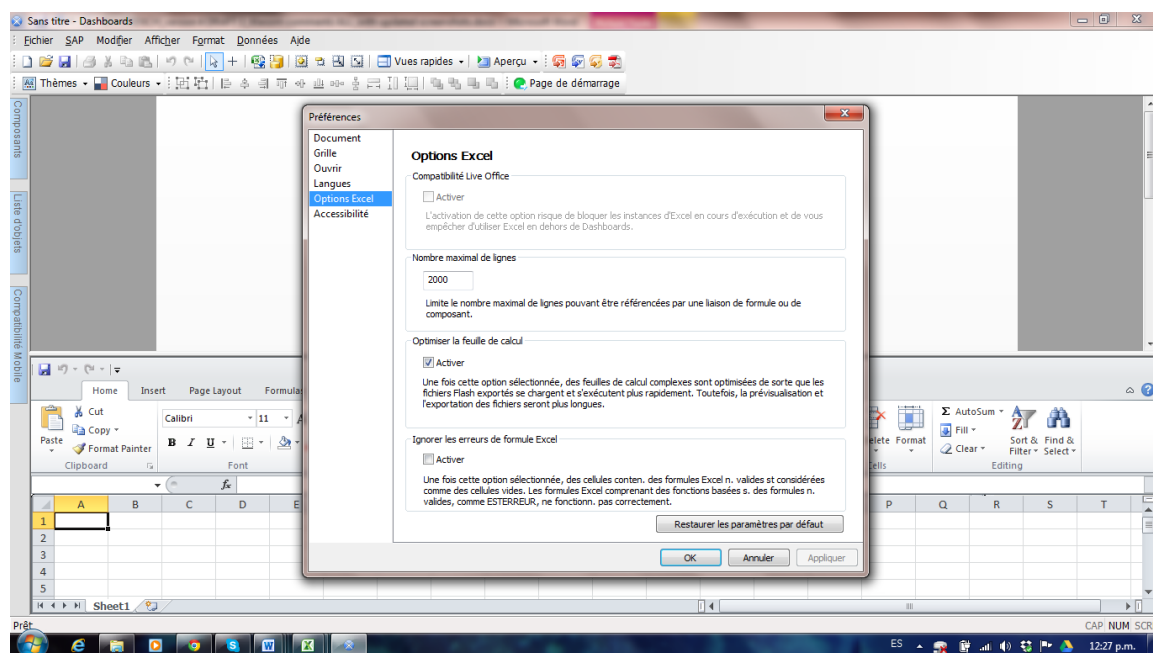 Sans titre - Dashboards
Eichier SAP Modifier Afficher Format Données Aide
Vues rapides Aperçu
Thèmes Couleurs Page de démarrage
Composants
Liste d'objets
Compatibilité Mobile
Préférences
Document
Grille
Ouvrir
Langues
Options Excel
Accessibilité
Options Excel
Compatibilité Live Office
Activer
L'activation de cette option risque de bloquer les instances d'Excel en cours d'exécution et de vous
empêcher d'utiliser Excel en dehors de Dashboards.
Nombre maximal de lignes
2000
Limite le nombre maximal de lignes pouvant être référencées par une liaison de formule ou de
composant.
Optimiser la feuille de calcul
Activer
Une fois cette option sélectionnée, des feuilles de calcul complexes sont optimisées de sorte que les
fichiers Flash exportés se chargent et s'exécutent plus rapidement. Toutefois, la prévisualisation et
l'exportation des fichiers seront plus longues.
Ignorer les erreurs de formule Excel
Activer
Une fois cette option sélectionnée, des cellules conten. des formules Excel n. valides st considérées
comme des cellules vides. Les formules Excel comprenant des fonctions basées s. des formules n.
valides, comme ESTERREUR, ne fonctionn. pas correctement.
Restaurer les paramètres par défaut
OK Annuler Appliquer
Home Insert Page Layout Formula
Cut
Copy
Format Painter
Paste
Clipboard
Calibri 11 A
B I U
Font
elete Format
Cells
AutoSum
Fill
Clear
Sort & Filter
Find & Select
Editing
fx
A B C D E P Q R S T
1
2
3
4
5
Sheet1
Prêt CAP NUM SCR
ES 12:27 p.m.